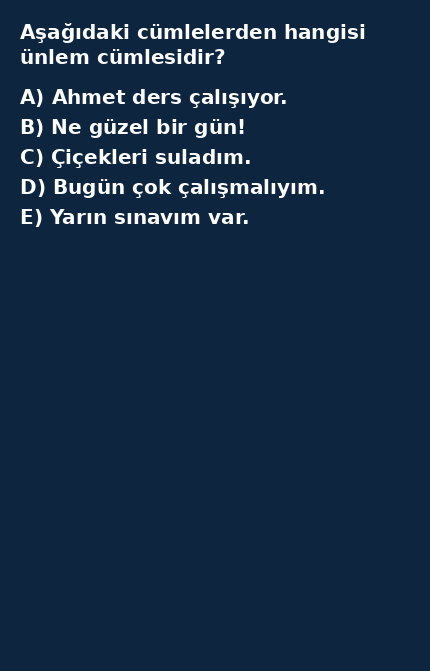 Aşağıdaki cümlelerden hangisi
ünlem cümlesidir?
A) Ahmet ders çalışıyor.
B) Ne güzel bir gün!
C) Çiçekleri suladım.
D) Bugün çok çalışmalıyım.
E) Yarın sınavım var.